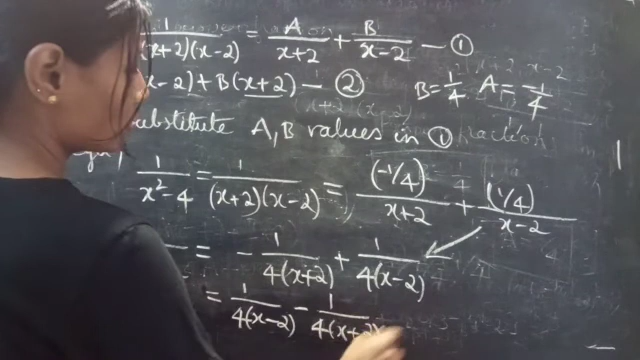 1/(x+2)(x-2) = A/x+2 + B/x-2 — ①
x-2) + B(x+2) — ② B = 1/4 A = -1/4
substitute A, B values in ①
1/x²-4 = 1/(x+2)(x-2) = (-1/4)/x+2 + (1/4)/x-2
= - 1/4(x+2) + 1/4(x-2)
= 1/4(x-2) - 1/4(x+2)